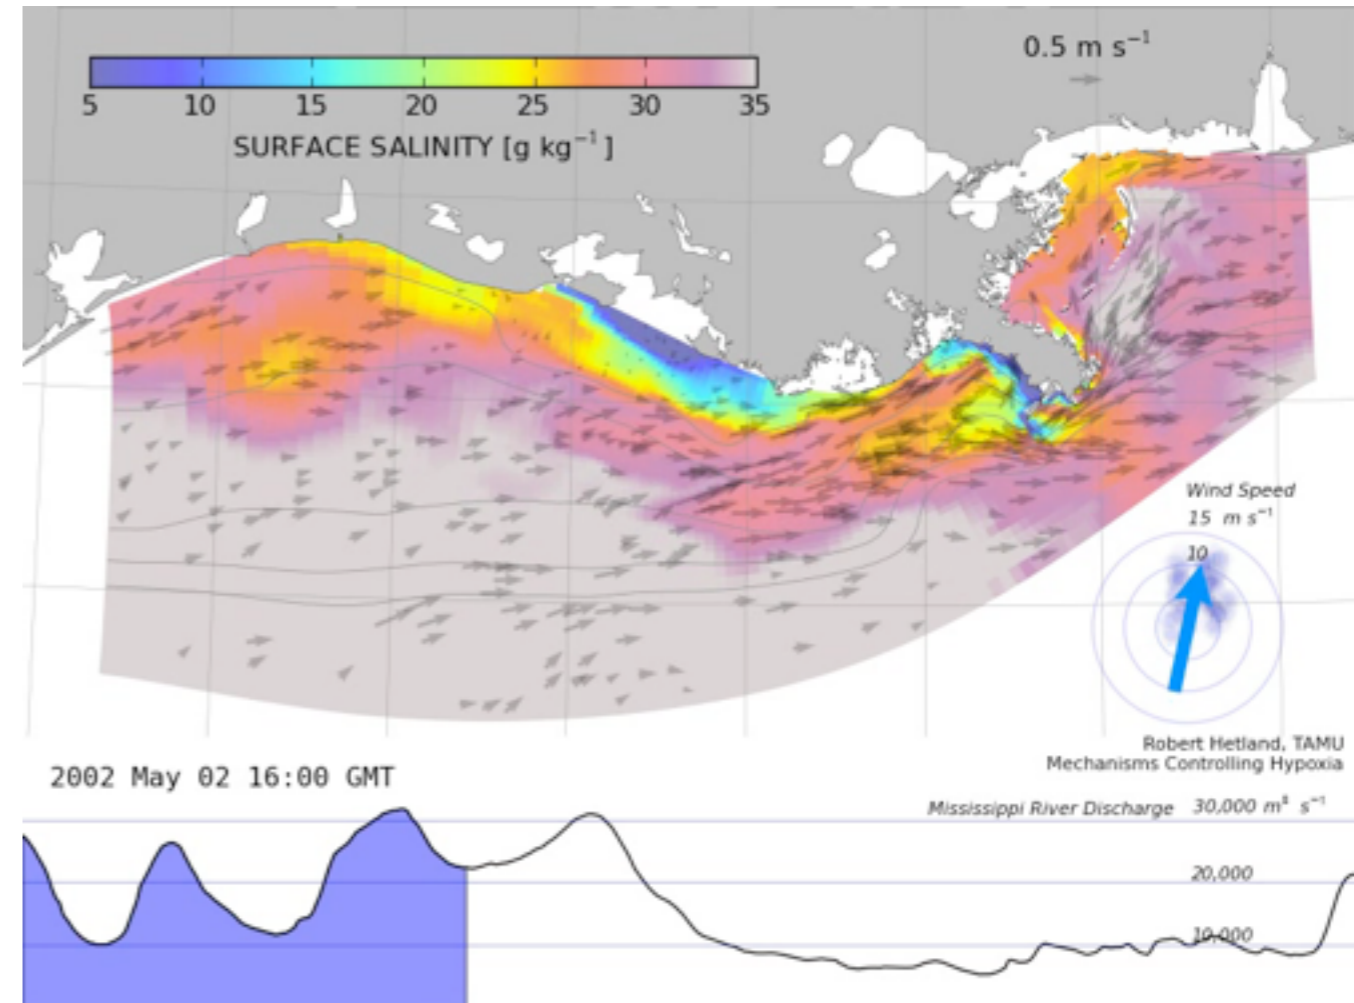 0.5 m s⁻¹
5 10 15 20 25 30 35
SURFACE SALINITY [g kg⁻¹]
Wind Speed
15 m s⁻¹
10
Robert Hetland, TAMU
Mechanisms Controlling Hypoxia
2002 May 02 16:00 GMT
Mississippi River Discharge 30,000 m³ s⁻¹
20,000
10,000